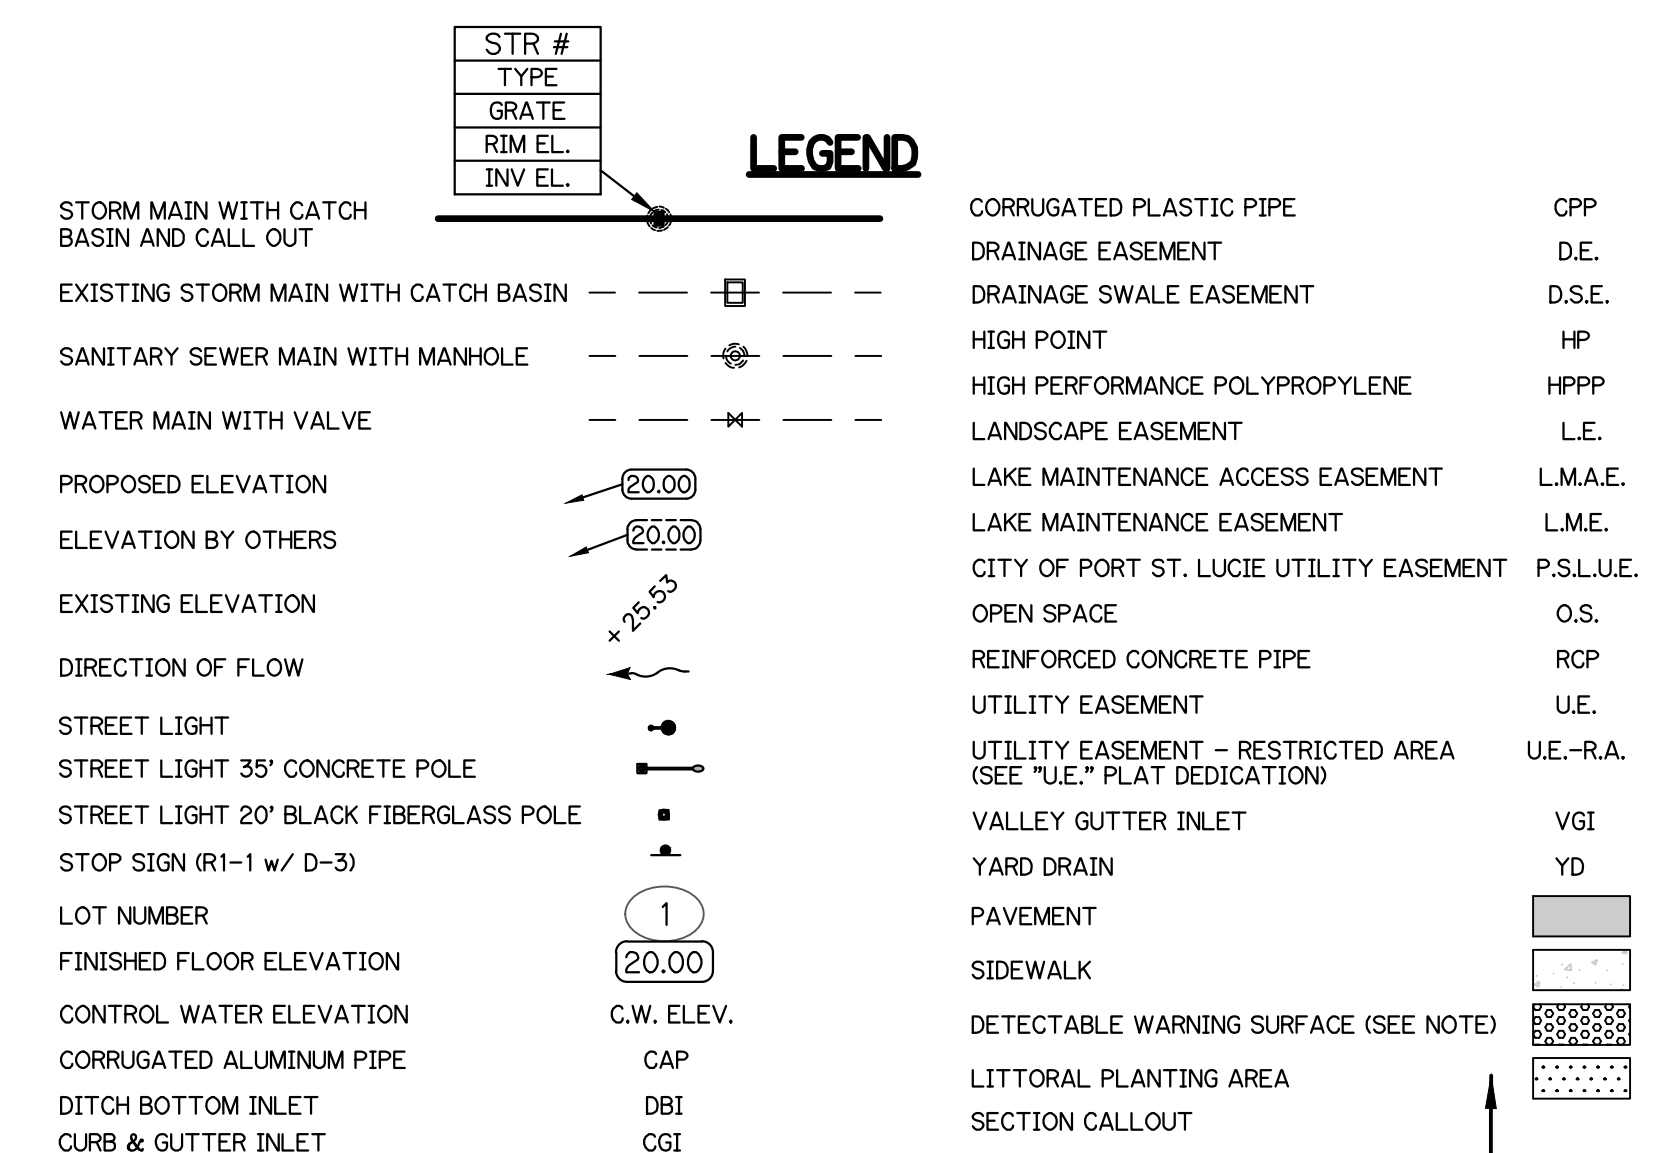 STR #
TYPE
GRATE
RIM EL.
INV EL.
LEGEND
STORM MAIN WITH CATCH
BASIN AND CALL OUT
EXISTING STORM MAIN WITH CATCH BASIN
SANITARY SEWER MAIN WITH MANHOLE
WATER MAIN WITH VALVE
PROPOSED ELEVATION 20.00
ELEVATION BY OTHERS 20.00
EXISTING ELEVATION + 25.53
DIRECTION OF FLOW
STREET LIGHT
STREET LIGHT 35' CONCRETE POLE
STREET LIGHT 20' BLACK FIBERGLASS POLE
STOP SIGN (R1-1 w/ D-3)
LOT NUMBER 1
FINISHED FLOOR ELEVATION 20.00
CONTROL WATER ELEVATION C.W. ELEV.
CORRUGATED ALUMINUM PIPE CAP
DITCH BOTTOM INLET DBI
CURB & GUTTER INLET CGI
CORRUGATED PLASTIC PIPE CPP
DRAINAGE EASEMENT D.E.
DRAINAGE SWALE EASEMENT D.S.E.
HIGH POINT HP
HIGH PERFORMANCE POLYPROPYLENE HPPP
LANDSCAPE EASEMENT L.E.
LAKE MAINTENANCE ACCESS EASEMENT L.M.A.E.
LAKE MAINTENANCE EASEMENT L.M.E.
CITY OF PORT ST. LUCIE UTILITY EASEMENT P.S.L.U.E.
OPEN SPACE O.S.
REINFORCED CONCRETE PIPE RCP
UTILITY EASEMENT U.E.
UTILITY EASEMENT - RESTRICTED AREA U.E.-R.A.
(SEE "U.E." PLAT DEDICATION)
VALLEY GUTTER INLET VGI
YARD DRAIN YD
PAVEMENT
SIDEWALK
DETECTABLE WARNING SURFACE (SEE NOTE)
LITTORAL PLANTING AREA
SECTION CALLOUT